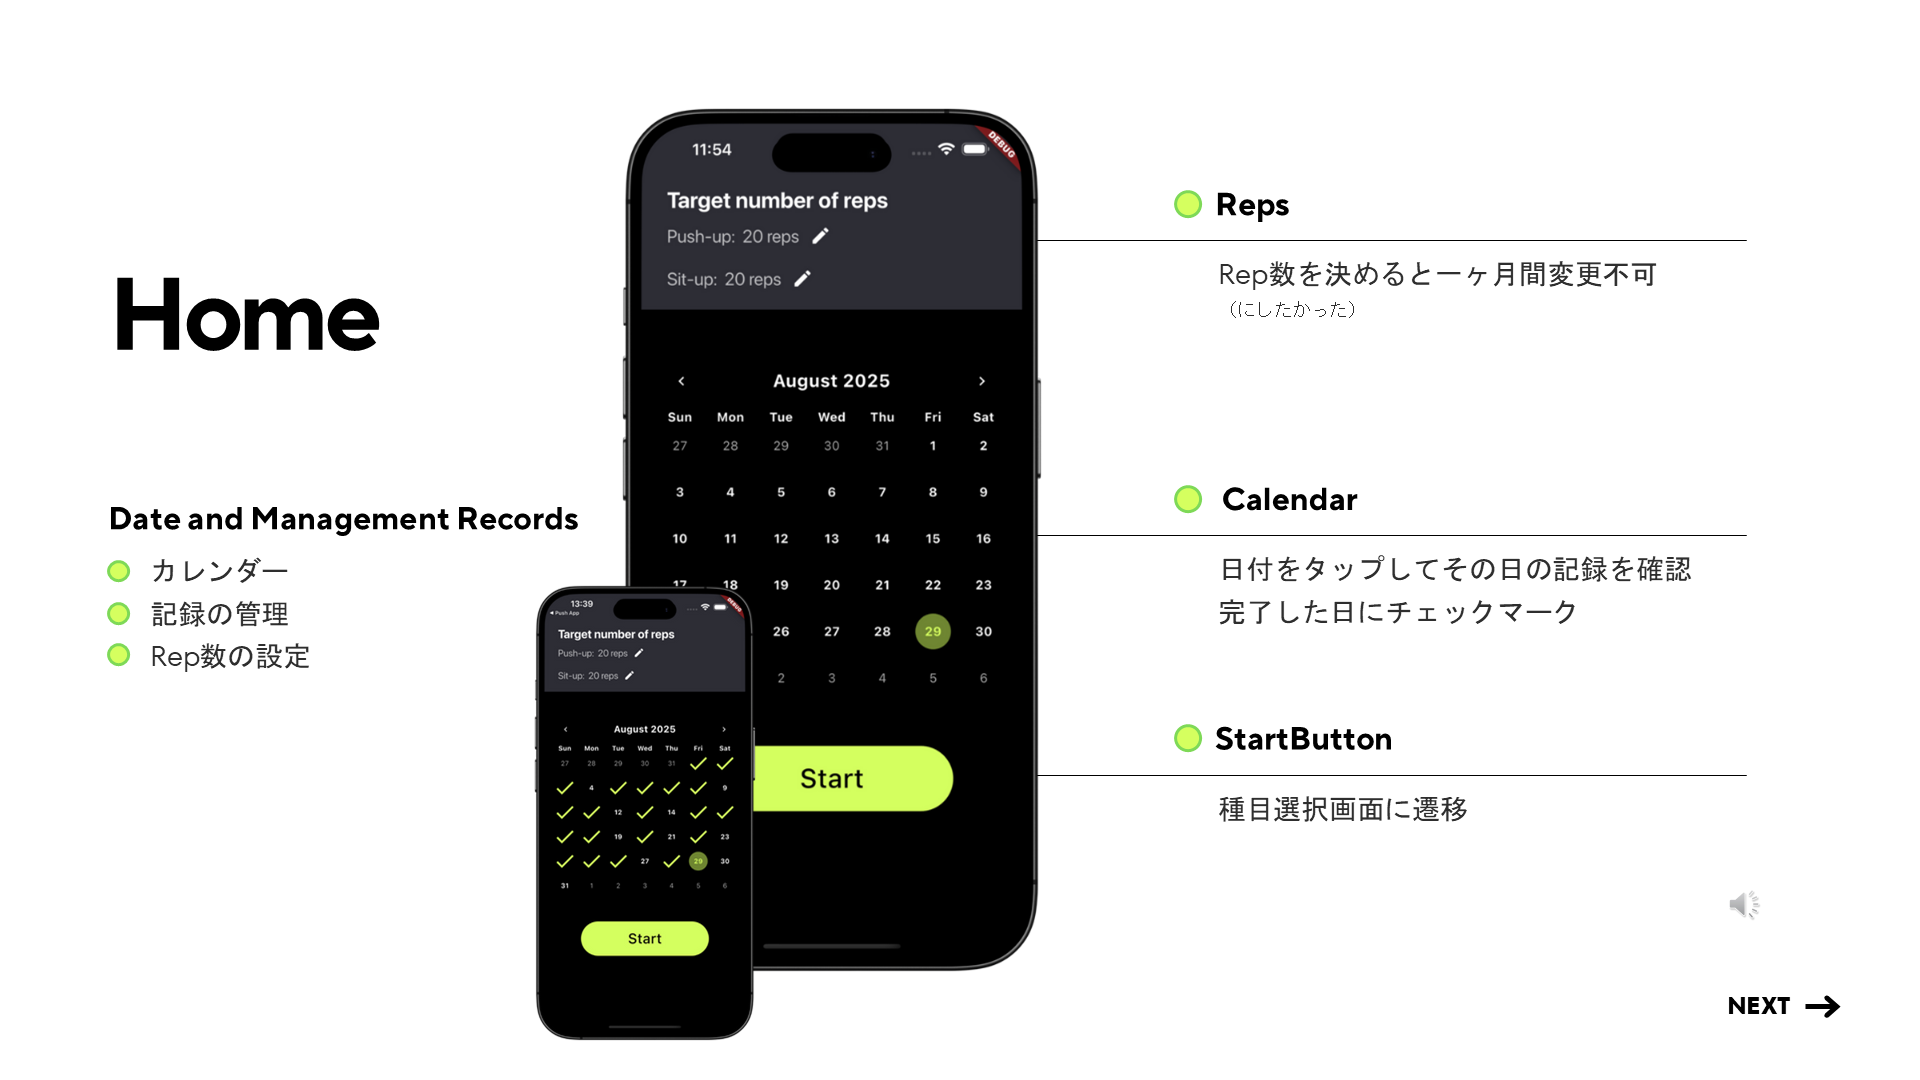 Home
Date and Management Records
カレンダー
記録の管理
Rep数の設定
11:54
DEBUG
Target number of reps
Push-up: 20 reps
Sit-up: 20 reps
August 2025
Sun Mon Tue Wed Thu Fri Sat
27 28 29 30 31 1 2
3 4 5 6 7 8 9
10 11 12 13 14 15 16
17 18 19 20 21 22 23
26 27 28 29 30
2 3 4 5 6
Start
13:39
Push App
DEBUG
Target number of reps
Push-up: 20 reps
Sit-up: 20 reps
August 2025
Sun Mon Tue Wed Thu Fri Sat
27 28 29 30 31
4 9
12 14
19 21 23
27 29 30
31 1 2 3 4 5 6
Start
Reps
Rep数を決めると一ヶ月間変更不可
（にしたかった）
Calendar
日付をタップしてその日の記録を確認
完了した日にチェックマーク
StartButton
種目選択画面に遷移
NEXT